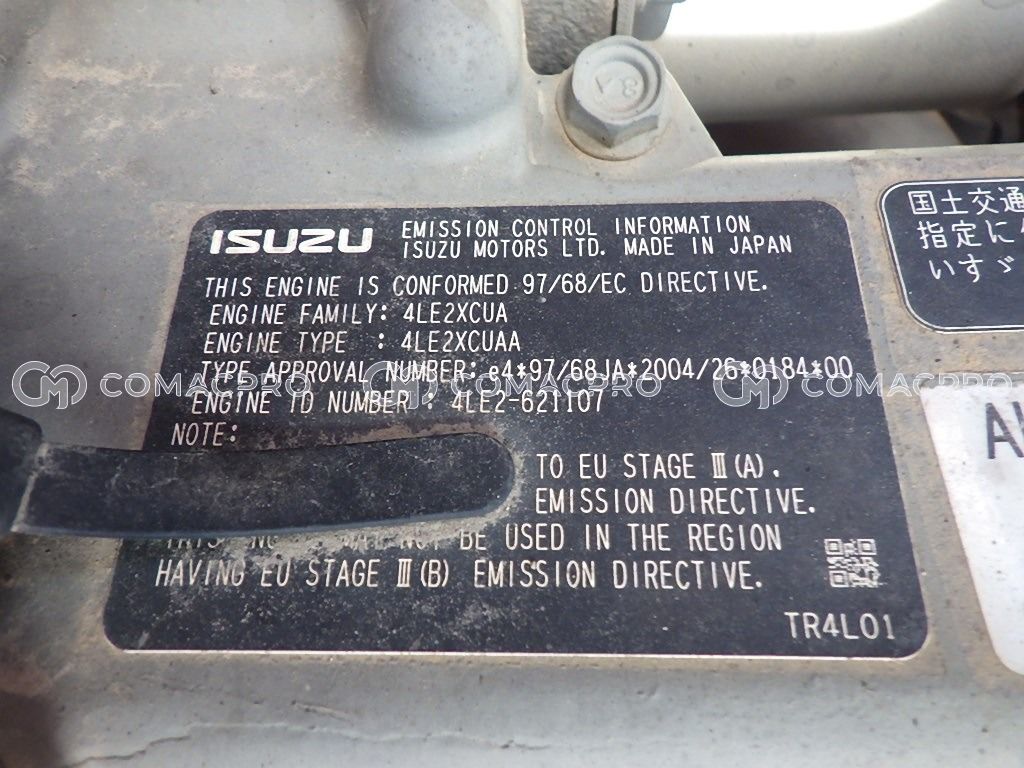 ISUZU EMISSION CONTROL INFORMATION
ISUZU MOTORS LTD. MADE IN JAPAN
THIS ENGINE IS CONFORMED 97/68/EC DIRECTIVE.
ENGINE FAMILY: 4LE2XCUA
ENGINE TYPE : 4LE2XCUAA
TYPE APPROVAL NUMBER: e4*97/68JA*2004/26*0184*00
ENGINE ID NUMBER : 4LE2-621107
NOTE:
TO EU STAGE III(A).
EMISSION DIRECTIVE.
NOT BE USED IN THE REGION
HAVING EU STAGE III(B) EMISSION DIRECTIVE.
TR4L01
国土交通
指定に
いすゞ
COMACPRO COMACPRO COMACPRO COMACPRO